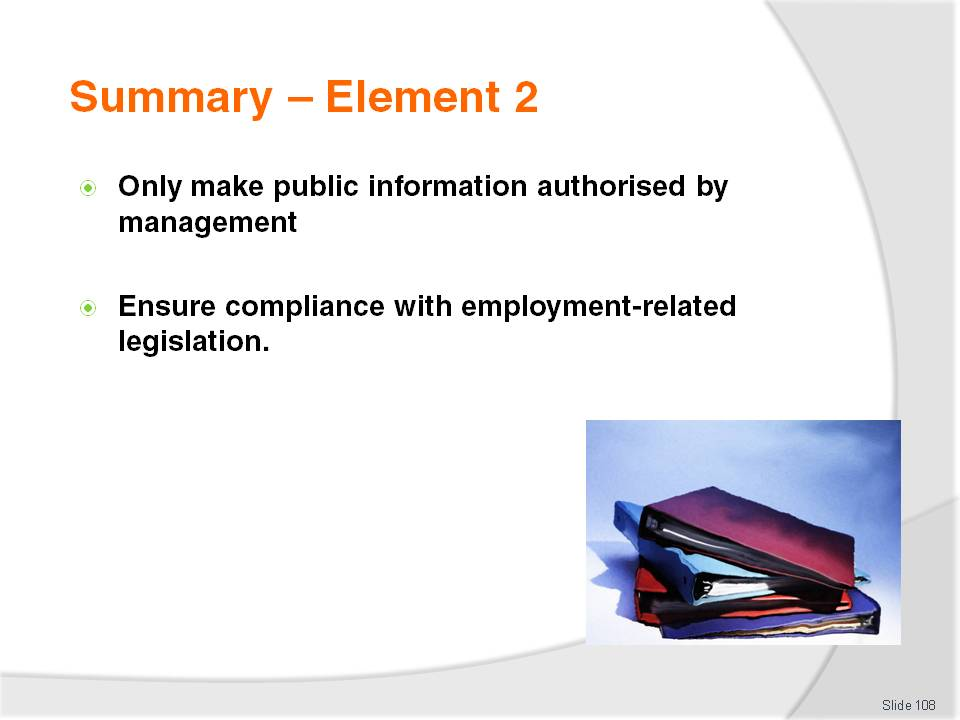 Summary – Element 2
Only make public information authorised by
management
Ensure compliance with employment-related
legislation.
Slide 108